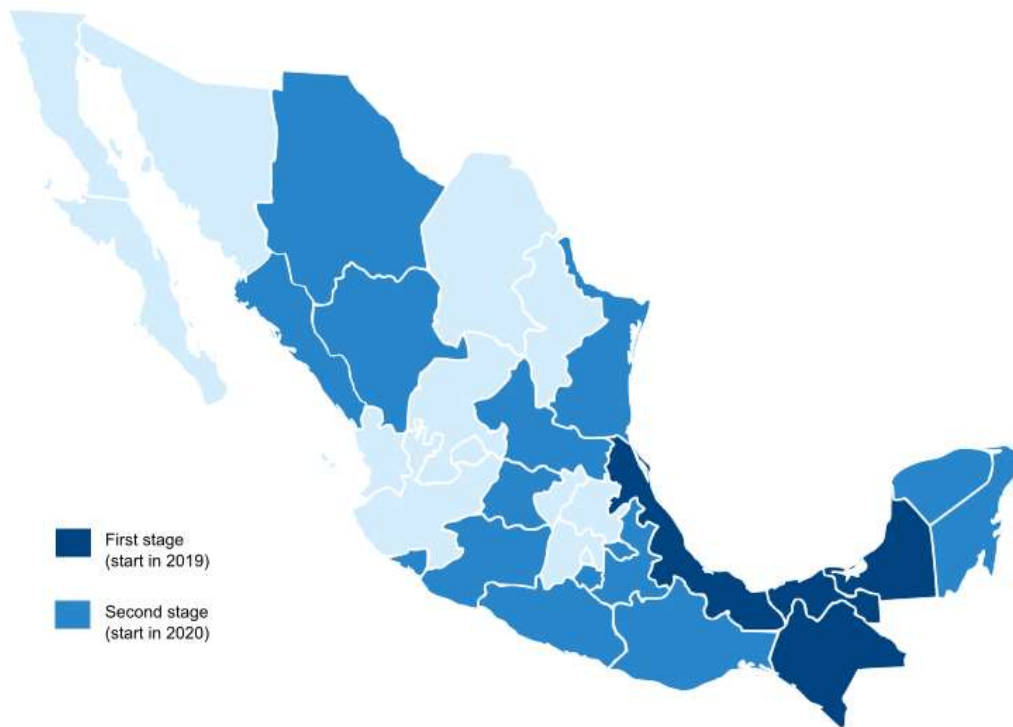 First stage
(start in 2019)
Second stage
(start in 2020)